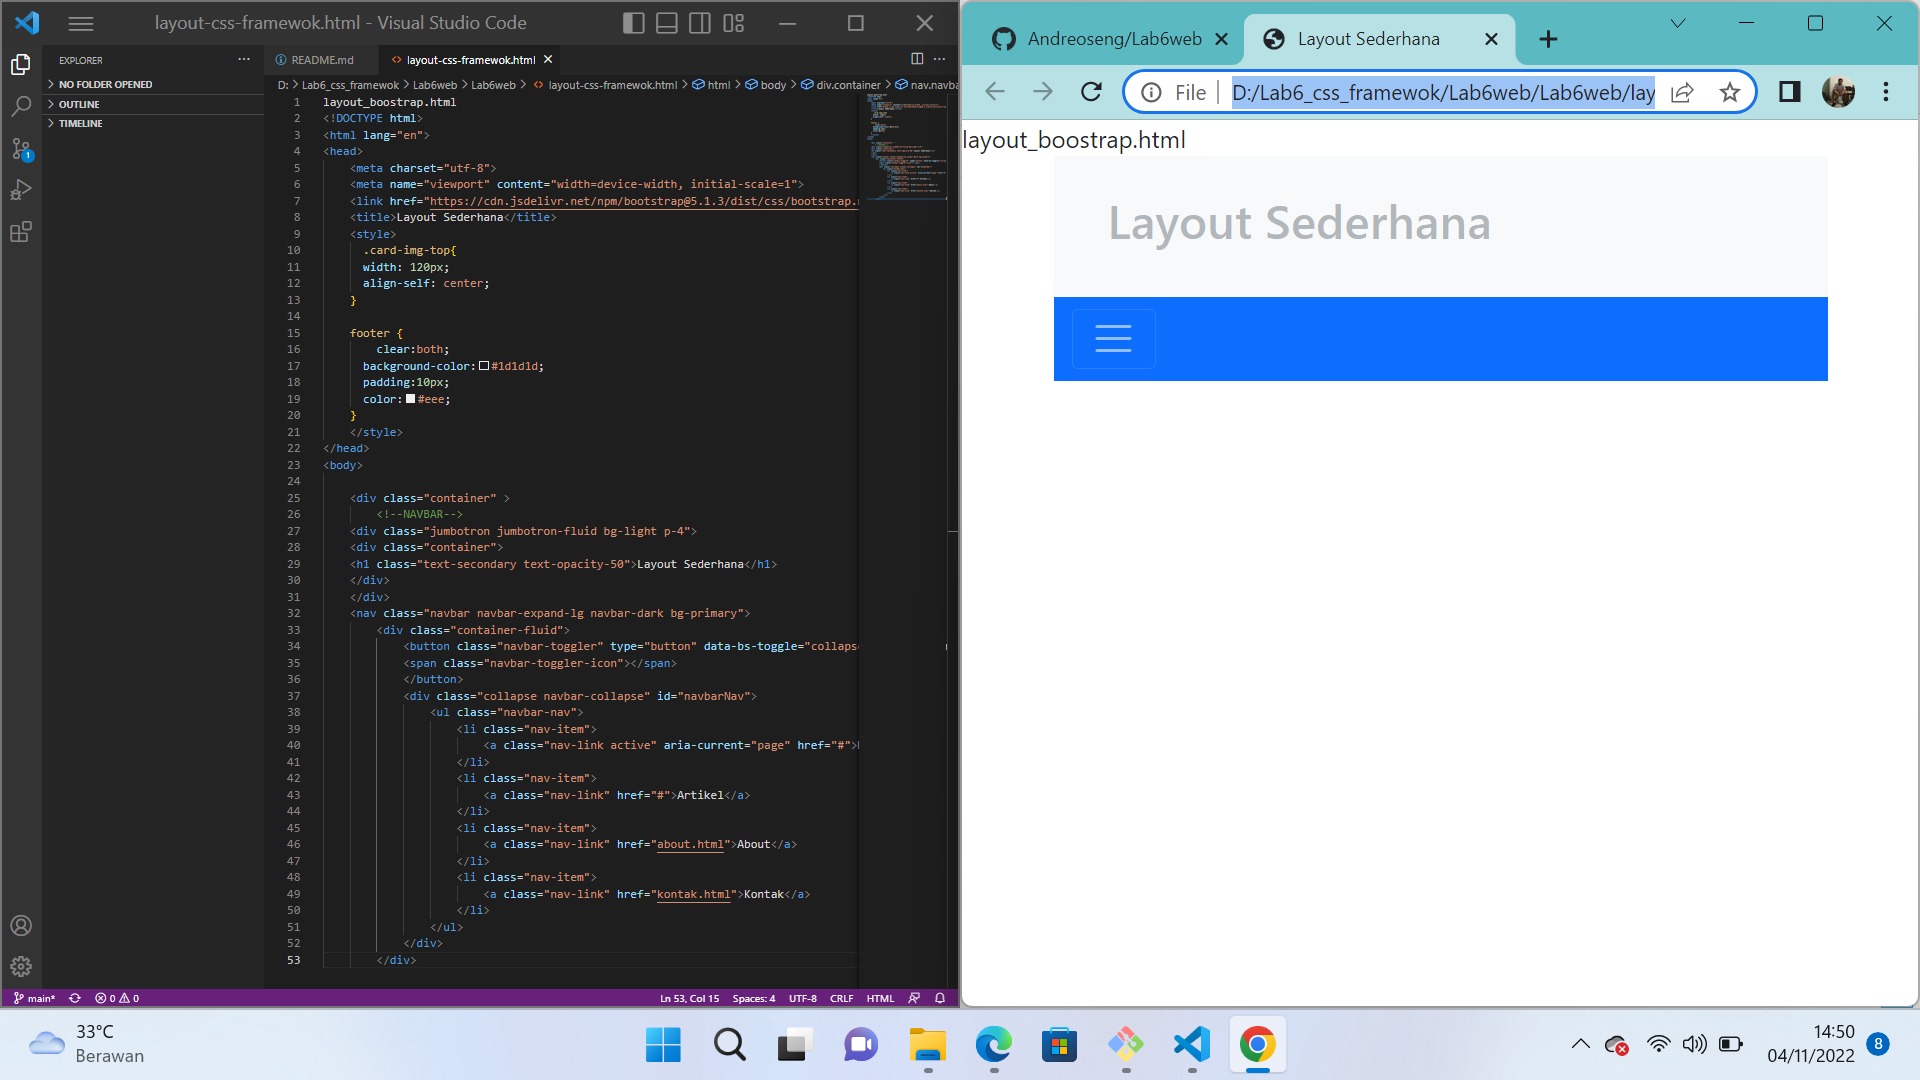 layout-css-framewok.html - Visual Studio Code
EXPLORER
NO FOLDER OPENED
OUTLINE
TIMELINE
README.md
layout-css-framewok.html
D: > Lab6_css_framewok > Lab6web > Lab6web > layout-css-framewok.html > html > body > div.container > nav.navba
1 layout_boostrap.html
2 <!DOCTYPE html>
3 <html lang="en">
4 <head>
5 <meta charset="utf-8">
6 <meta name="viewport" content="width=device-width, initial-scale=1">
7 <link href="https://cdn.jsdelivr.net/npm/bootstrap@5.1.3/dist/css/bootstrap.
8 <title>Layout Sederhana</title>
9 <style>
10 .card-img-top{
11 width: 120px;
12 align-self: center;
13 }
14
15 footer {
16 clear:both;
17 background-color: #1d1d1d;
18 padding:10px;
19 color: #eee;
20 }
21 </style>
22 </head>
23 <body>
24
25 <div class="container" >
26 <!--NAVBAR-->
27 <div class="jumbotron jumbotron-fluid bg-light p-4">
28 <div class="container">
29 <h1 class="text-secondary text-opacity-50">Layout Sederhana</h1>
30 </div>
31 </div>
32 <nav class="navbar navbar-expand-lg navbar-dark bg-primary">
33 <div class="container-fluid">
34 <button class="navbar-toggler" type="button" data-bs-toggle="collaps
35 <span class="navbar-toggler-icon"></span>
36 </button>
37 <div class="collapse navbar-collapse" id="navbarNav">
38 <ul class="navbar-nav">
39 <li class="nav-item">
40 <a class="nav-link active" aria-current="page" href="#">
41 </li>
42 <li class="nav-item">
43 <a class="nav-link" href="#">Artikel</a>
44 </li>
45 <li class="nav-item">
46 <a class="nav-link" href="about.html">About</a>
47 </li>
48 <li class="nav-item">
49 <a class="nav-link" href="kontak.html">Kontak</a>
50 </li>
51 </ul>
52 </div>
53 </div>
1
main*
0 0
Ln 53, Col 15
Spaces: 4
UTF-8
CRLF
HTML
Andreoseng/Lab6web
Layout Sederhana
File
D:/Lab6_css_framewok/Lab6web/Lab6web/lay
layout_boostrap.html
Layout Sederhana
33°C
Berawan
14:50
04/11/2022
8